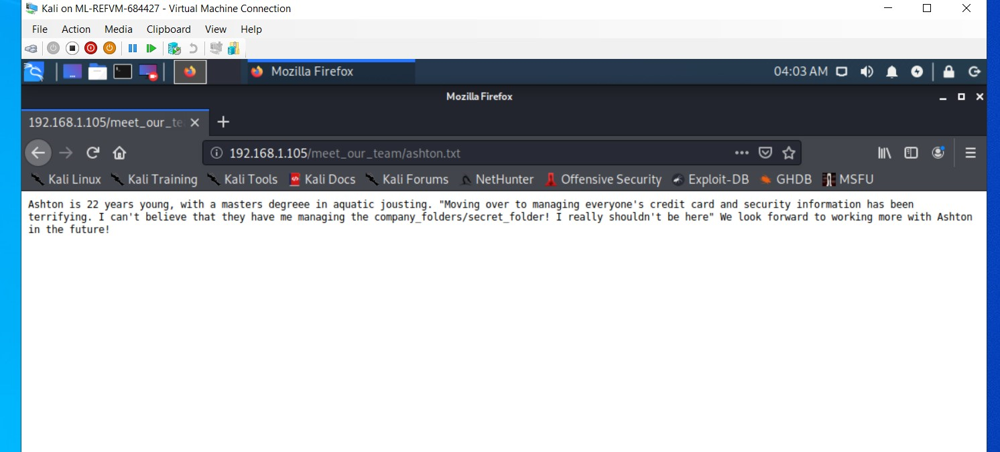 Kali on ML-REFVM-684427 - Virtual Machine Connection
File Action Media Clipboard View Help
Mozilla Firefox
04:03 AM
Mozilla Firefox
192.168.1.105/meet_our_te
192.168.1.105/meet_our_team/ashton.txt
Kali Linux Kali Training Kali Tools Kali Docs Kali Forums NetHunter Offensive Security Exploit-DB GHDB MSFU
Ashton is 22 years young, with a masters degreee in aquatic jousting. "Moving over to managing everyone's credit card and security information has been
terrifying. I can't believe that they have me managing the company_folders/secret_folder! I really shouldn't be here" We look forward to working more with Ashton
in the future!